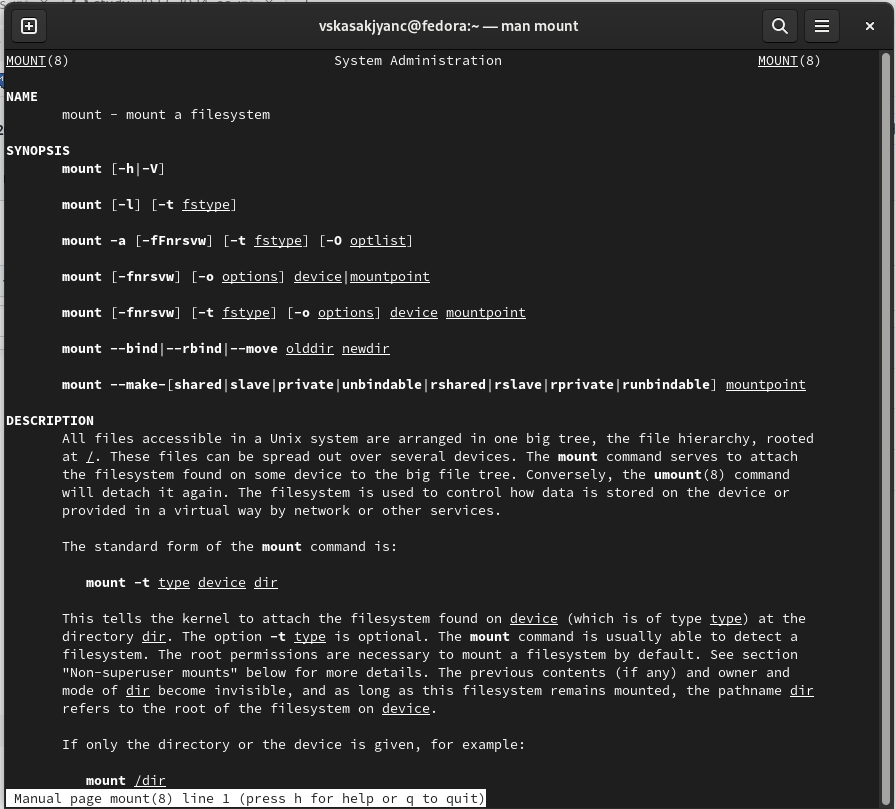 vskasakjyanc@fedora:~ — man mount
MOUNT(8) System Administration MOUNT(8)
NAME
mount - mount a filesystem
SYNOPSIS
mount [-h|-V]
mount [-l] [-t fstype]
mount -a [-fFnrsvw] [-t fstype] [-O optlist]
mount [-fnrsvw] [-o options] device|mountpoint
mount [-fnrsvw] [-t fstype] [-o options] device mountpoint
mount --bind|--rbind|--move olddir newdir
mount --make-[shared|slave|private|unbindable|rshared|rslave|rprivate|runbindable] mountpoint
DESCRIPTION
All files accessible in a Unix system are arranged in one big tree, the file hierarchy, rooted
at /. These files can be spread out over several devices. The mount command serves to attach
the filesystem found on some device to the big file tree. Conversely, the umount(8) command
will detach it again. The filesystem is used to control how data is stored on the device or
provided in a virtual way by network or other services.
The standard form of the mount command is:
mount -t type device dir
This tells the kernel to attach the filesystem found on device (which is of type type) at the
directory dir. The option -t type is optional. The mount command is usually able to detect a
filesystem. The root permissions are necessary to mount a filesystem by default. See section
"Non-superuser mounts" below for more details. The previous contents (if any) and owner and
mode of dir become invisible, and as long as this filesystem remains mounted, the pathname dir
refers to the root of the filesystem on device.
If only the directory or the device is given, for example:
mount /dir
Manual page mount(8) line 1 (press h for help or q to quit)